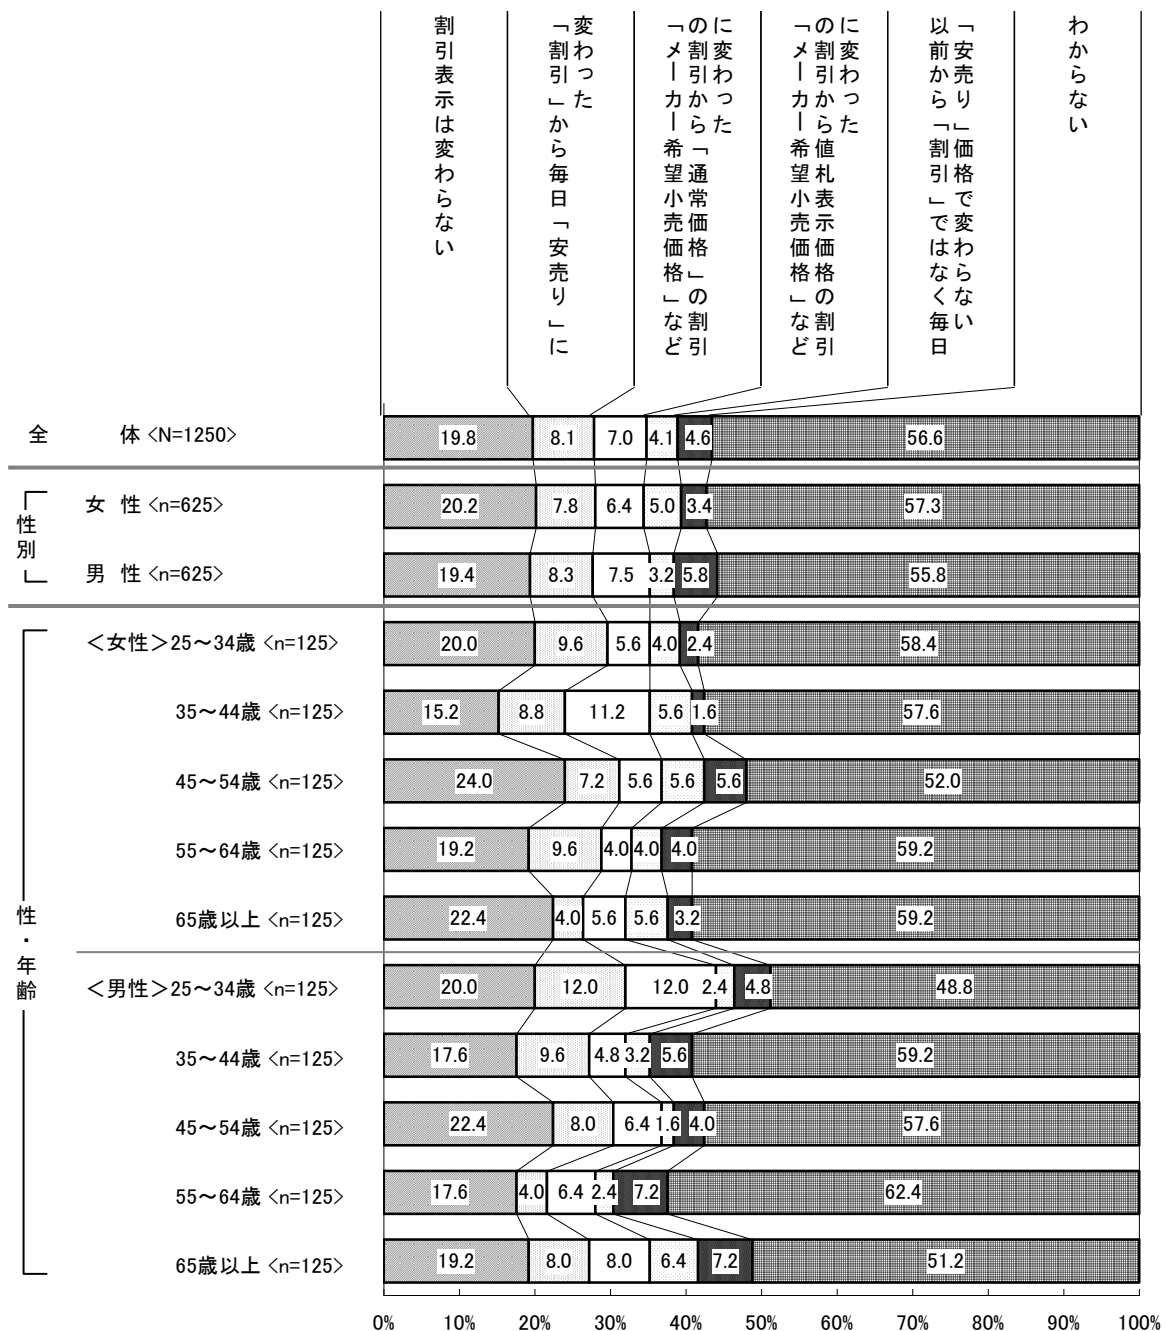 割引表示は変わらない
「割引」から毎日「安売り」に
変わった
「メーカー希望小売価格」など
の割引から「通常価格」の割引
に変わった
「メーカー希望小売価格」など
の割引から値札表示価格の割引
に変わった
以前から「割引」ではなく毎日
「安売り」価格で変わらない
わからない
全 体 <N=1250>
19.8 8.1 7.0 4.1 4.6 56.6
性別
女 性 <n=625>
20.2 7.8 6.4 5.0 3.4 57.3
男 性 <n=625>
19.4 8.3 7.5 3.2 5.8 55.8
性・年齢
<女性>25~34歳 <n=125>
20.0 9.6 5.6 4.0 2.4 58.4
35~44歳 <n=125>
15.2 8.8 11.2 5.6 1.6 57.6
45~54歳 <n=125>
24.0 7.2 5.6 5.6 5.6 52.0
55~64歳 <n=125>
19.2 9.6 4.0 4.0 4.0 59.2
65歳以上 <n=125>
22.4 4.0 5.6 5.6 3.2 59.2
<男性>25~34歳 <n=125>
20.0 12.0 12.0 2.4 4.8 48.8
35~44歳 <n=125>
17.6 9.6 4.8 3.2 5.6 59.2
45~54歳 <n=125>
22.4 8.0 6.4 1.6 4.0 57.6
55~64歳 <n=125>
17.6 4.0 6.4 2.4 7.2 62.4
65歳以上 <n=125>
19.2 8.0 8.0 6.4 7.2 51.2
0% 10% 20% 30% 40% 50% 60% 70% 80% 90% 100%